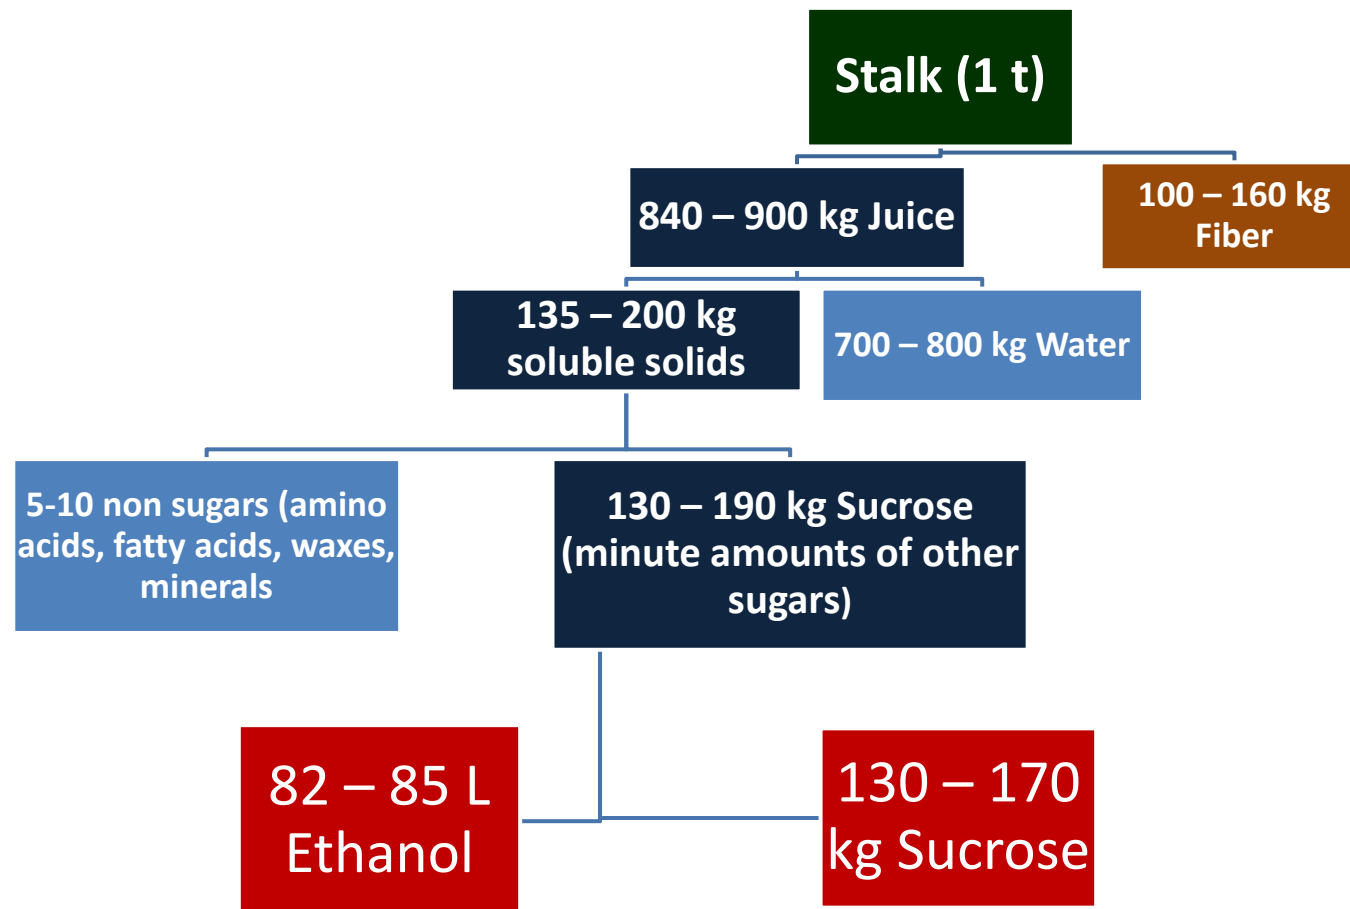 Stalk (1 t)
840 – 900 kg Juice
100 – 160 kg
Fiber
135 – 200 kg
soluble solids
700 – 800 kg Water
5-10 non sugars (amino
acids, fatty acids, waxes,
minerals
130 – 190 kg Sucrose
(minute amounts of other
sugars)
82 – 85 L
Ethanol
130 – 170
kg Sucrose